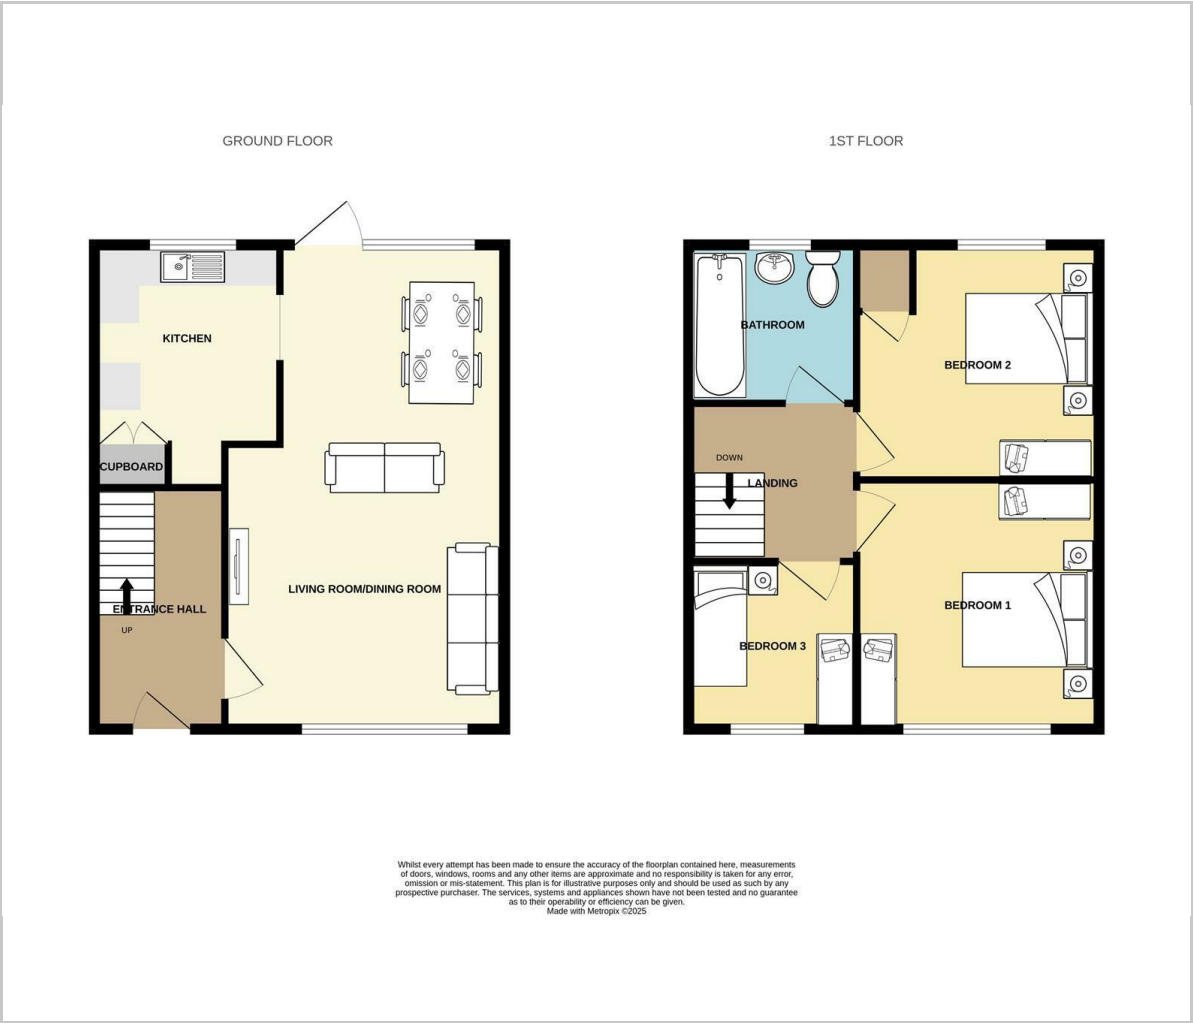 GROUND FLOOR
1ST FLOOR
KITCHEN
CUPBOARD
ENTRANCE HALL
UP
LIVING ROOM/DINING ROOM
BATHROOM
BEDROOM 2
DOWN
LANDING
BEDROOM 1
BEDROOM 3
Whilst every attempt has been made to ensure the accuracy of the floorplan contained here, measurements
of doors, windows, rooms and any other items are approximate and no responsibility is taken for any error,
omission or mis-statement. This plan is for illustrative purposes only and should be used as such by any
prospective purchaser. The services, systems and appliances shown have not been tested and no guarantee
as to their operability or efficiency can be given.
Made with Metropix ©2025